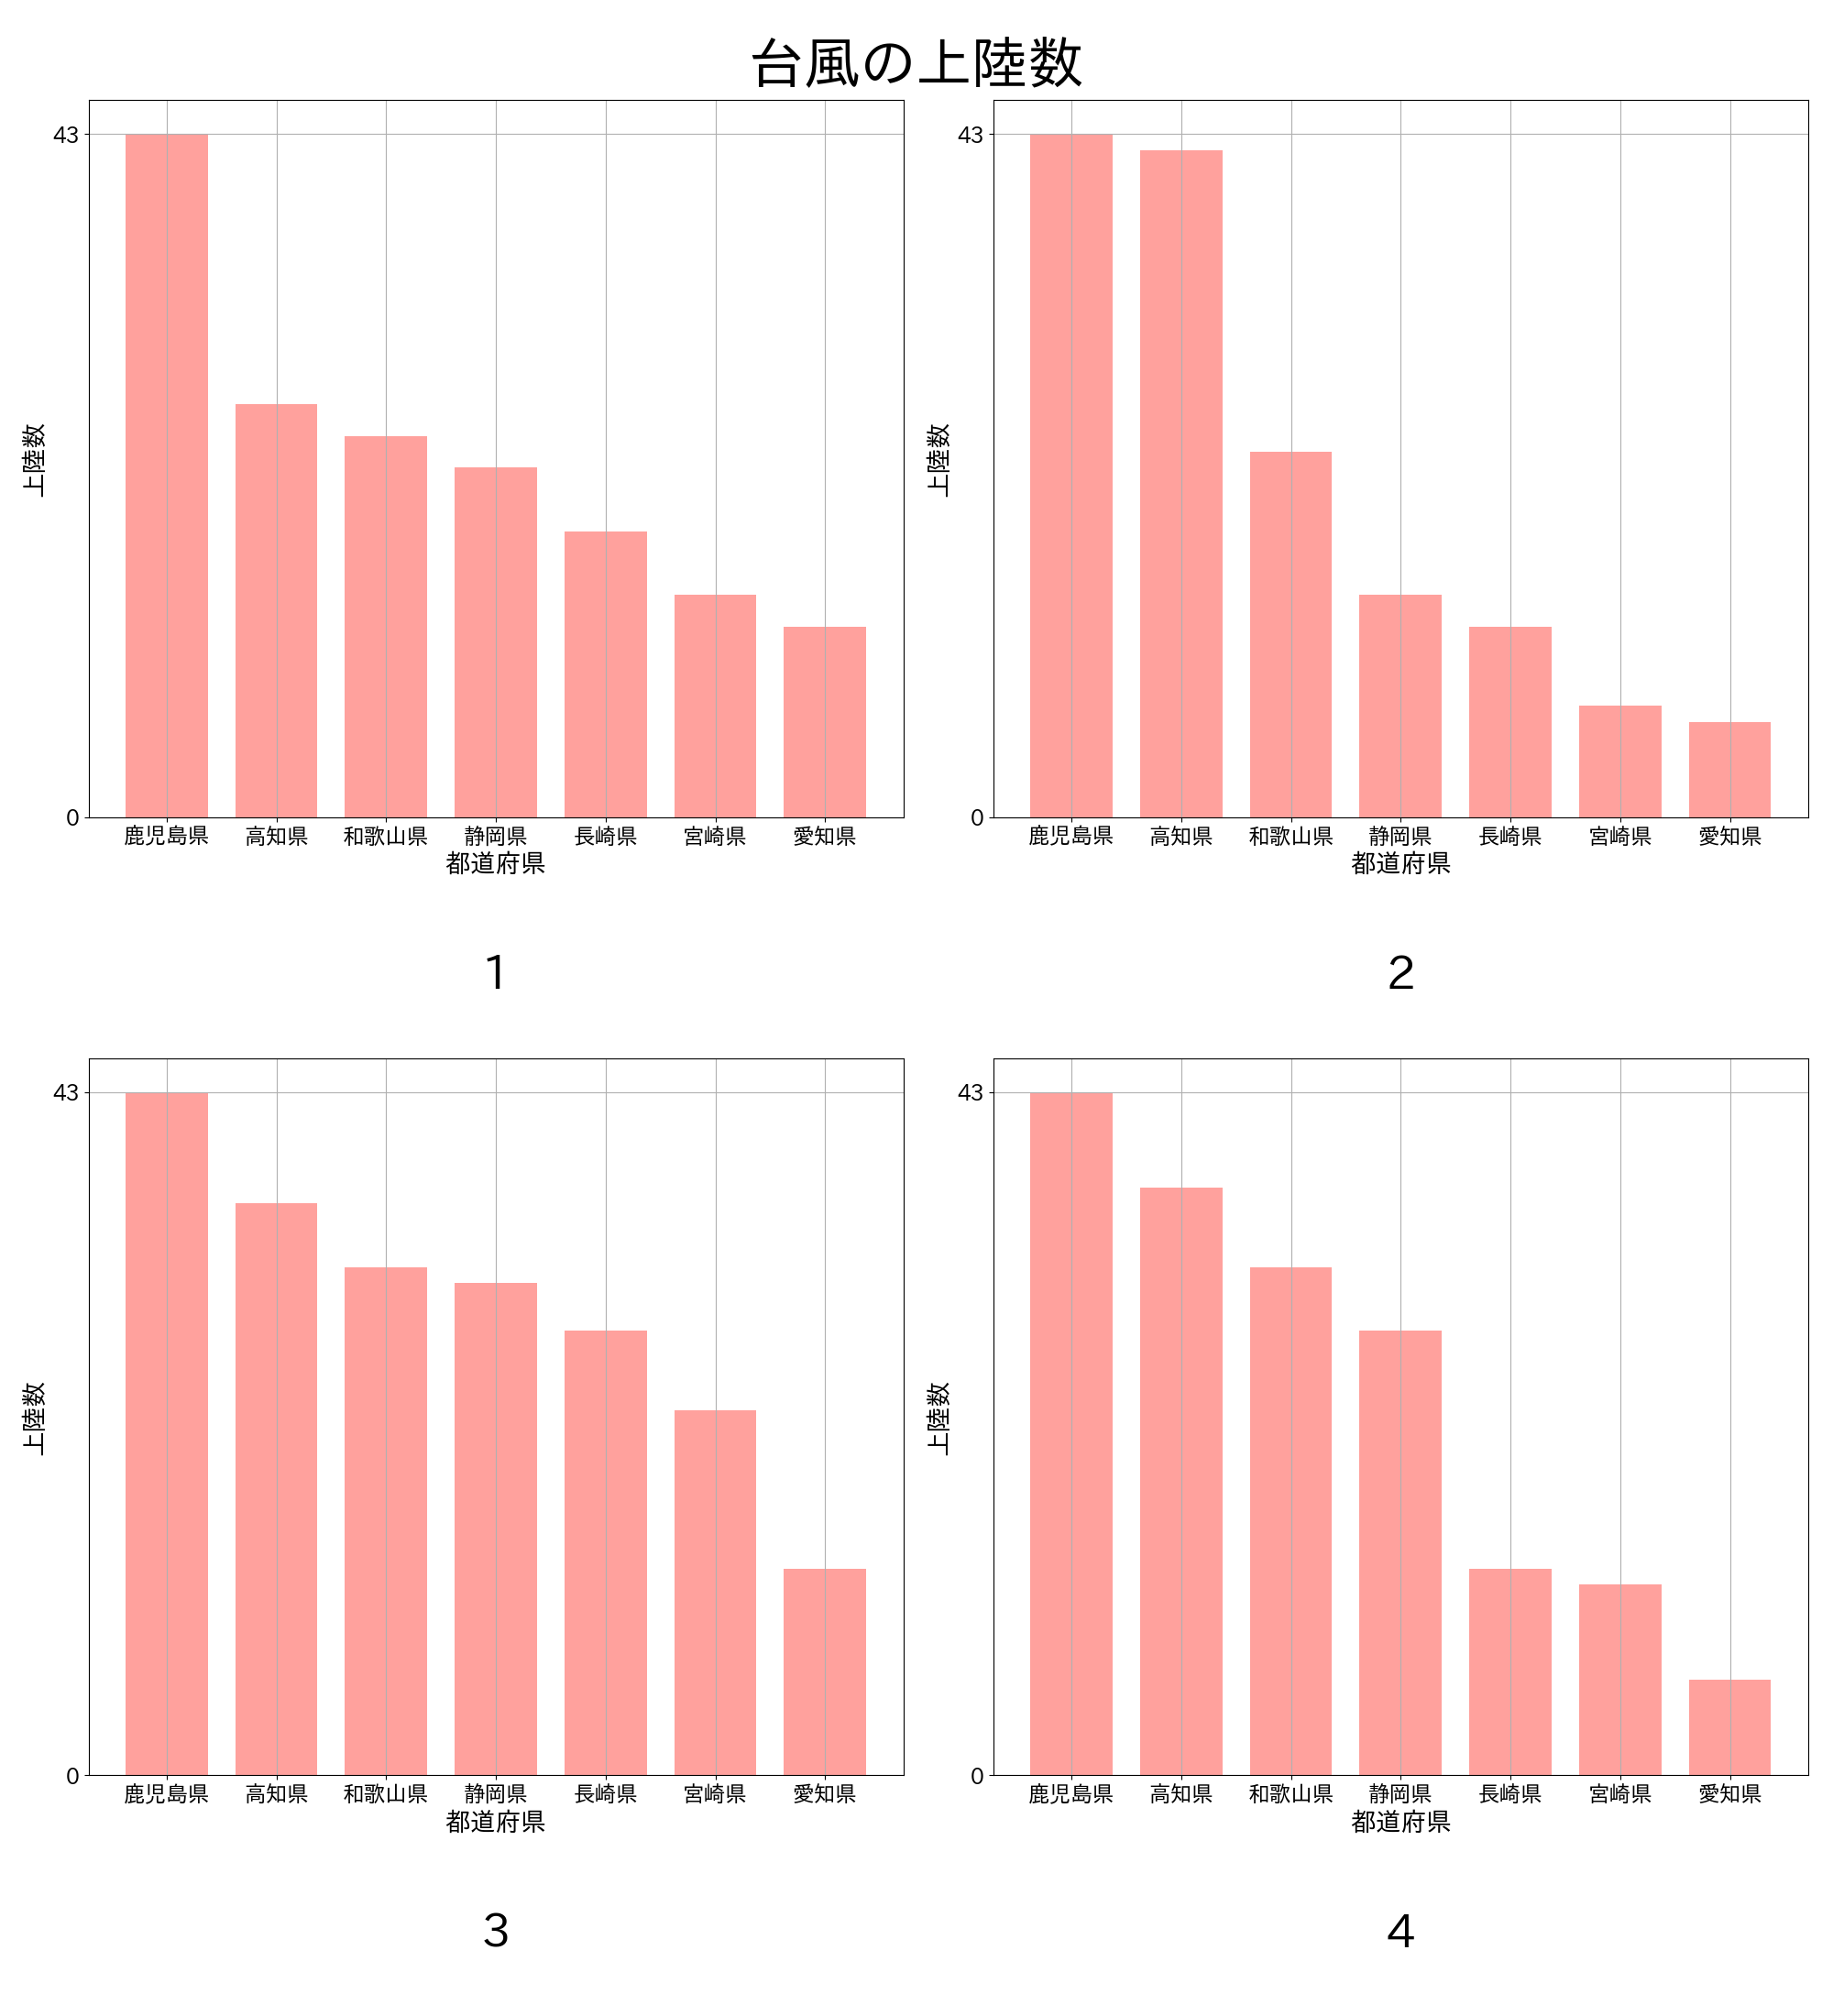 台風の上陸数
43
0
上陸数
鹿児島県 高知県 和歌山県 静岡県 長崎県 宮崎県 愛知県
都道府県
1
43
0
上陸数
鹿児島県 高知県 和歌山県 静岡県 長崎県 宮崎県 愛知県
都道府県
2
43
0
上陸数
鹿児島県 高知県 和歌山県 静岡県 長崎県 宮崎県 愛知県
都道府県
3
43
0
上陸数
鹿児島県 高知県 和歌山県 静岡県 長崎県 宮崎県 愛知県
都道府県
4